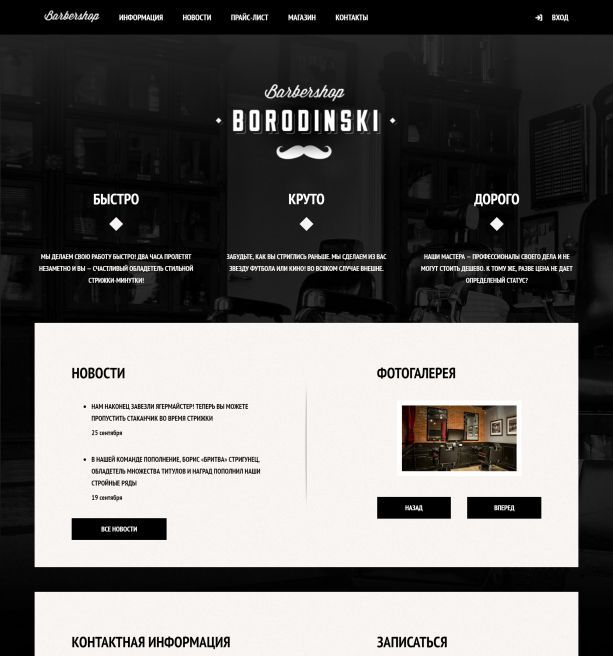 Barbershop ИНФОРМАЦИЯ НОВОСТИ ПРАЙС-ЛИСТ МАГАЗИН КОНТАКТЫ ВХОД
Barbershop
BORODINSKI
БЫСТРО
МЫ ДЕЛАЕМ СВОЮ РАБОТУ БЫСТРО! ДВА ЧАСА ПРОЛЕТЯТ
НЕЗАМЕТНО И ВЫ – СЧАСТЛИВЫЙ ОБЛАДАТЕЛЬ СТИЛЬНОЙ
СТРИЖКИ-МИНУТКИ!
КРУТО
ЗАБУДЬТЕ, КАК ВЫ СТРИГЛИСЬ РАНЬШЕ. МЫ СДЕЛАЕМ ИЗ ВАС
ЗВЕЗДУ ФУТБОЛА ИЛИ КИНО! ВО ВСЯКОМ СЛУЧАЕ ВНЕШНЕ.
ДОРОГО
НАШИ МАСТЕРА – ПРОФЕССИОНАЛЫ СВОЕГО ДЕЛА И НЕ
МОГУТ СТОИТЬ ДЕШЕВО. К ТОМУ ЖЕ, РАЗВЕ ЦЕНА НЕ ДАЕТ
ОПРЕДЕЛЕННЫЙ СТАТУС?
НОВОСТИ
НАМ НАКОНЕЦ ЗАВЕЗЛИ ЯГЕРМАЙСТЕР! ТЕПЕРЬ ВЫ МОЖЕТЕ
ПРОПУСТИТЬ СТАКАНЧИК ВО ВРЕМЯ СТРИЖКИ
25 сентября
В НАШЕЙ КОМАНДЕ ПОПОЛНЕНИЕ, БОРИС «БРИТВА» СТРИГУНЕЦ,
ОБЛАДАТЕЛЬ МНОЖЕСТВА ТИТУЛОВ И НАГРАД ПОПОЛНИЛ НАШИ
СТРОЙНЫЕ РЯДЫ
19 сентября
ВСЕ НОВОСТИ
ФОТОГАЛЕРЕЯ
НАЗАД ВПЕРЕД
КОНТАКТНАЯ ИНФОРМАЦИЯ
ЗАПИСАТЬСЯ